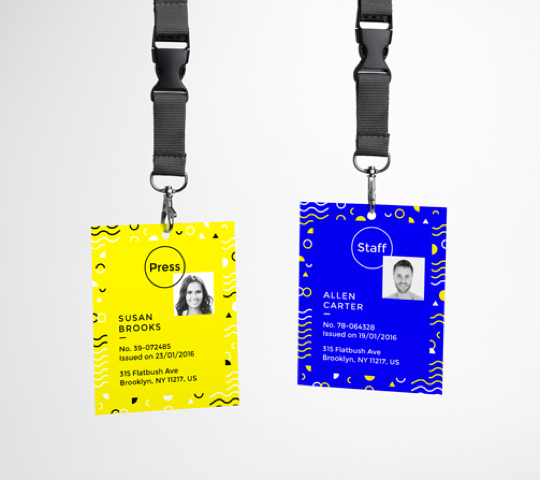 Press
SUSAN
BROOKS
No. 39-072485
Issued on 23/01/2016
315 Flatbush Ave
Brooklyn, NY 11217, US
Staff
ALLEN
CARTER
No. 78-064328
Issued on 19/01/2016
315 Flatbush Ave
Brooklyn, NY 11217, US